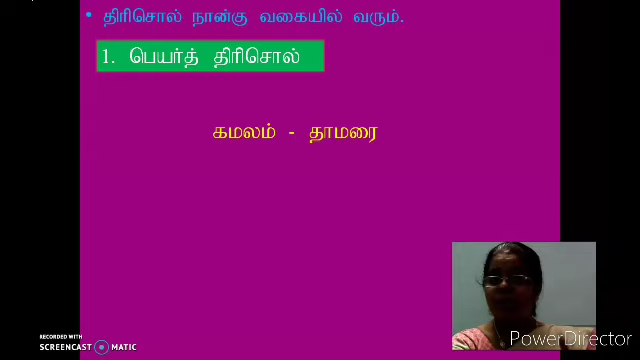 • திரிசொல் நான்கு வகையில் வரும்.
1. பெயர்த் திரிசொல்
கமலம் - தாமரை
RECORDED WITH
SCREENCAST MATIC
PowerDirector